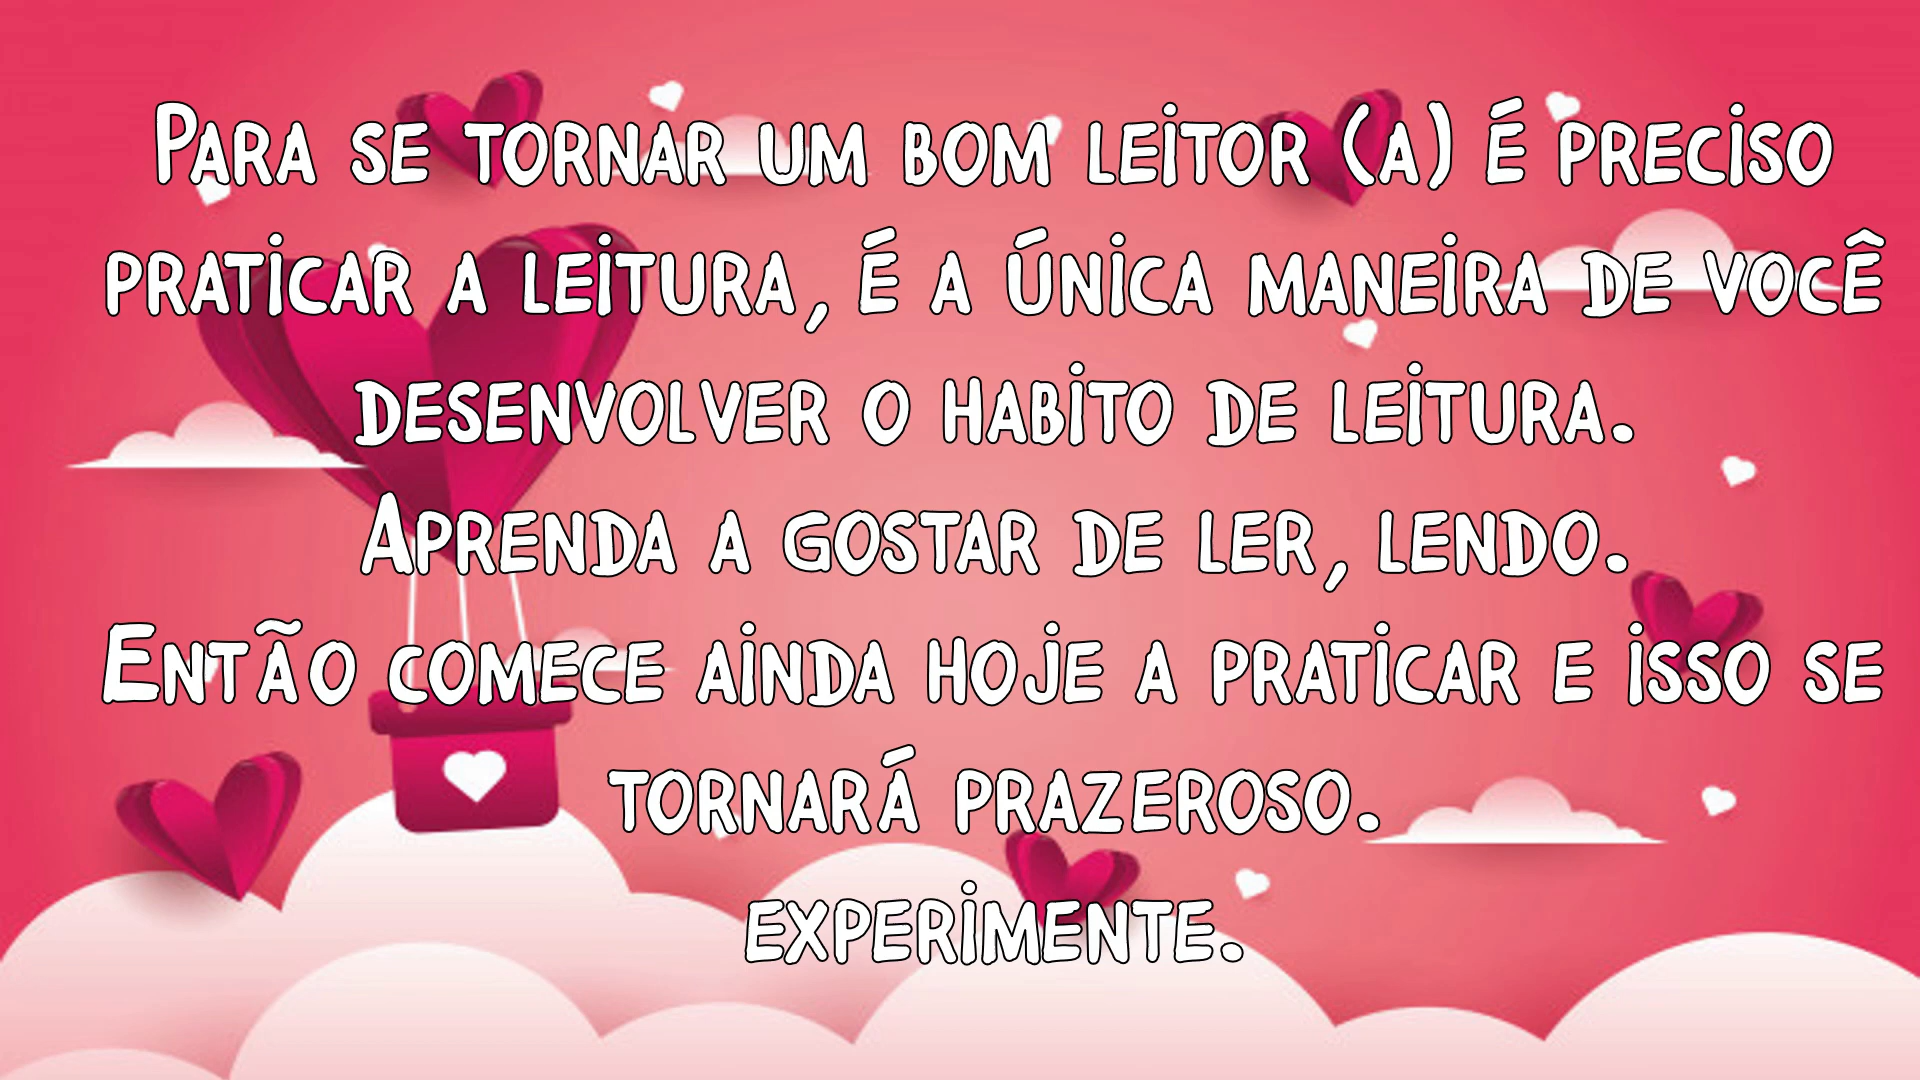 Para se tornar um bom leitor (a) é preciso
praticar a leitura, é a única maneira de você
desenvolver o habito de leitura.
Aprenda a gostar de ler, lendo.
Então comece ainda hoje a praticar e isso se
tornará prazeroso.
experimente.